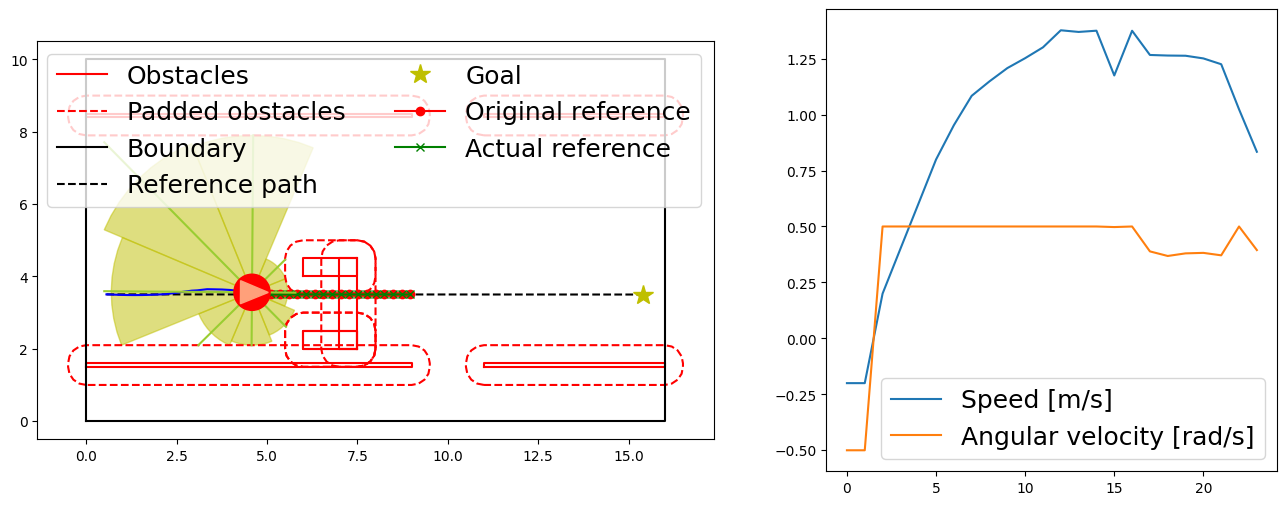 Obstacles
Padded obstacles
Boundary
Reference path
Goal
Original reference
Actual reference
10
8
6
4
2
0
0.0 2.5 5.0 7.5 10.0 12.5 15.0
1.25
1.00
0.75
0.50
0.25
0.00
−0.25
−0.50
Speed [m/s]
Angular velocity [rad/s]
0 5 10 15 20